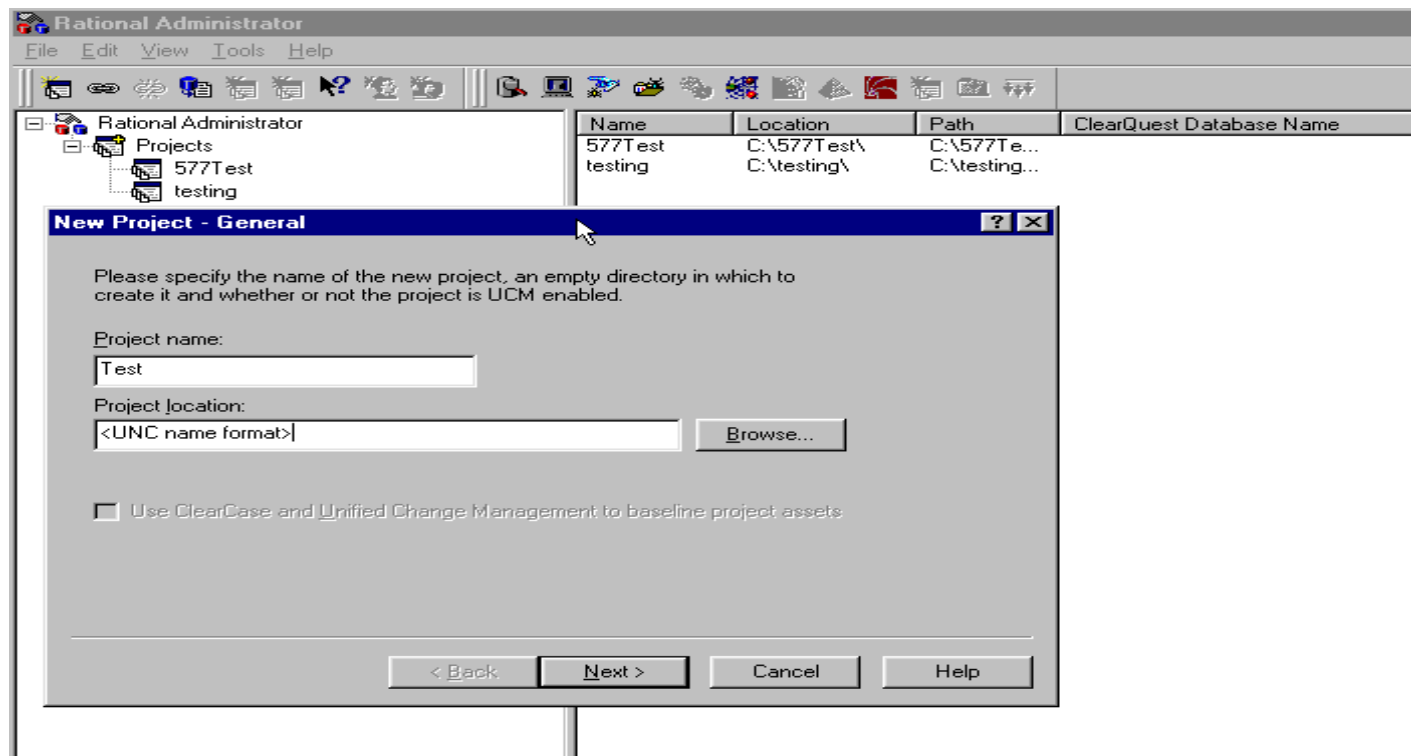 Rational Administrator
File Edit View Tools Help
Rational Administrator
Projects
577Test
testing
Name Location Path ClearQuest Database Name
577Test C:\577Test\ C:\577Te...
testing C:\testing\ C:\testing...
New Project - General
Please specify the name of the new project, an empty directory in which to
create it and whether or not the project is UCM enabled.
Project name:
Test
Project location:
<UNC name format>
Browse...
Use ClearCase and Unified Change Management to baseline project assets
< Back Next > Cancel Help